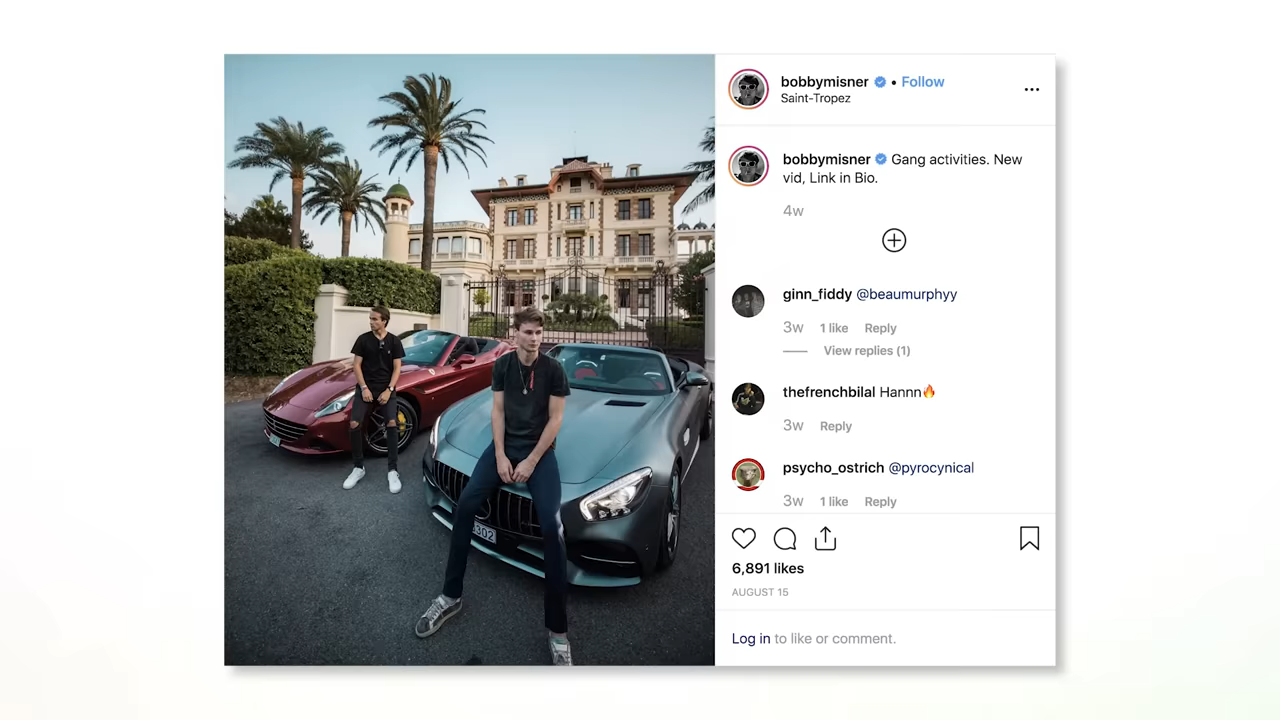 bobbymisner • Follow
Saint-Tropez
bobbymisner Gang activities. New
vid, Link in Bio.
4w
ginn_fiddy @beaumurphyy
3w 1 like Reply
View replies (1)
thefrenchbilal Hannn🔥
3w Reply
psycho_ostrich @pyrocynical
3w 1 like Reply
302
6,891 likes
AUGUST 15
Log in to like or comment.